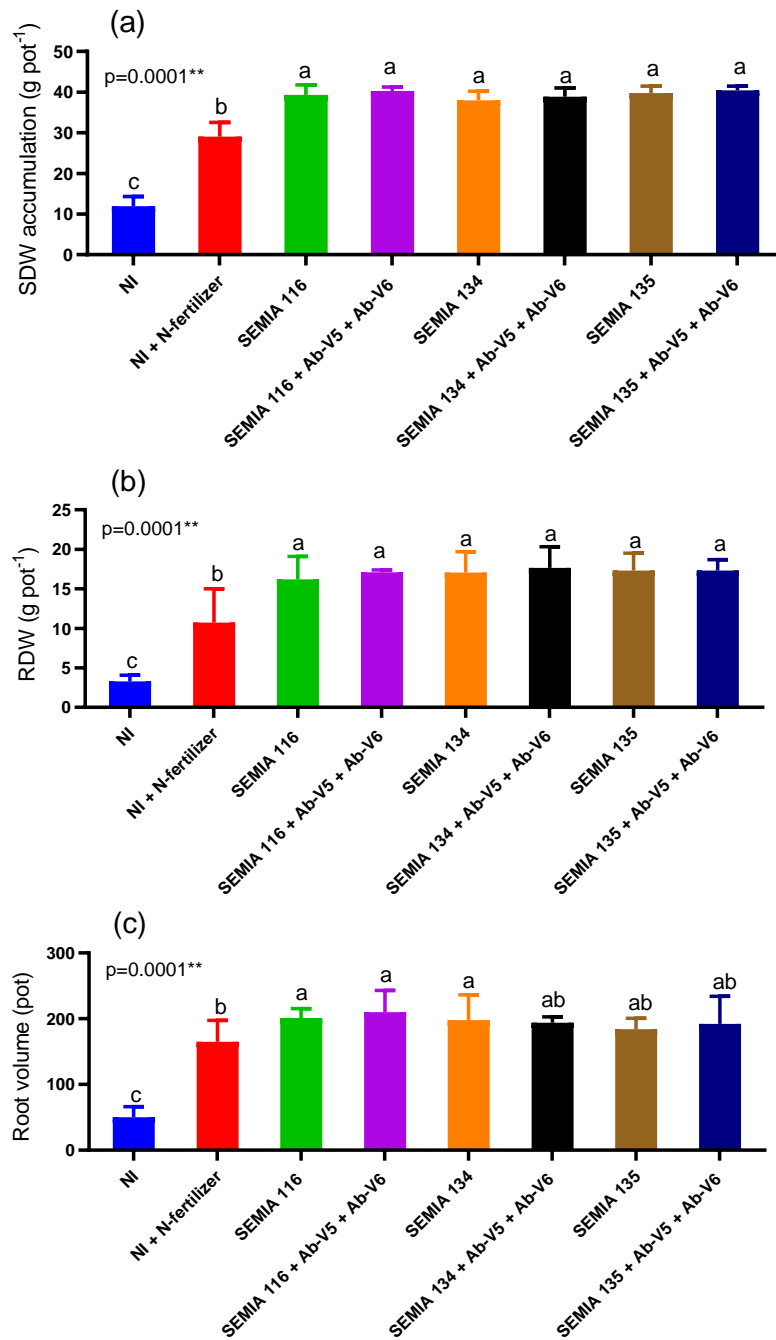 (a)
SDW accumulation (g pot⁻¹)
50
40
30
20
10
0
p=0.0001**
c
b
a
a
a
a
a
a
NI
NI + N-fertilizer
SEMIA 116
SEMIA 116 + Ab-V5 + Ab-V6
SEMIA 134
SEMIA 134 + Ab-V5 + Ab-V6
SEMIA 135
SEMIA 135 + Ab-V5 + Ab-V6
(b)
RDW (g pot⁻¹)
25
20
15
10
5
0
p=0.0001**
c
b
a
a
a
a
a
a
NI
NI + N-fertilizer
SEMIA 116
SEMIA 116 + Ab-V5 + Ab-V6
SEMIA 134
SEMIA 134 + Ab-V5 + Ab-V6
SEMIA 135
SEMIA 135 + Ab-V5 + Ab-V6
(c)
Root volume (pot)
300
200
100
0
p=0.0001**
c
b
a
a
a
ab
ab
ab
NI
NI + N-fertilizer
SEMIA 116
SEMIA 116 + Ab-V5 + Ab-V6
SEMIA 134
SEMIA 134 + Ab-V5 + Ab-V6
SEMIA 135
SEMIA 135 + Ab-V5 + Ab-V6